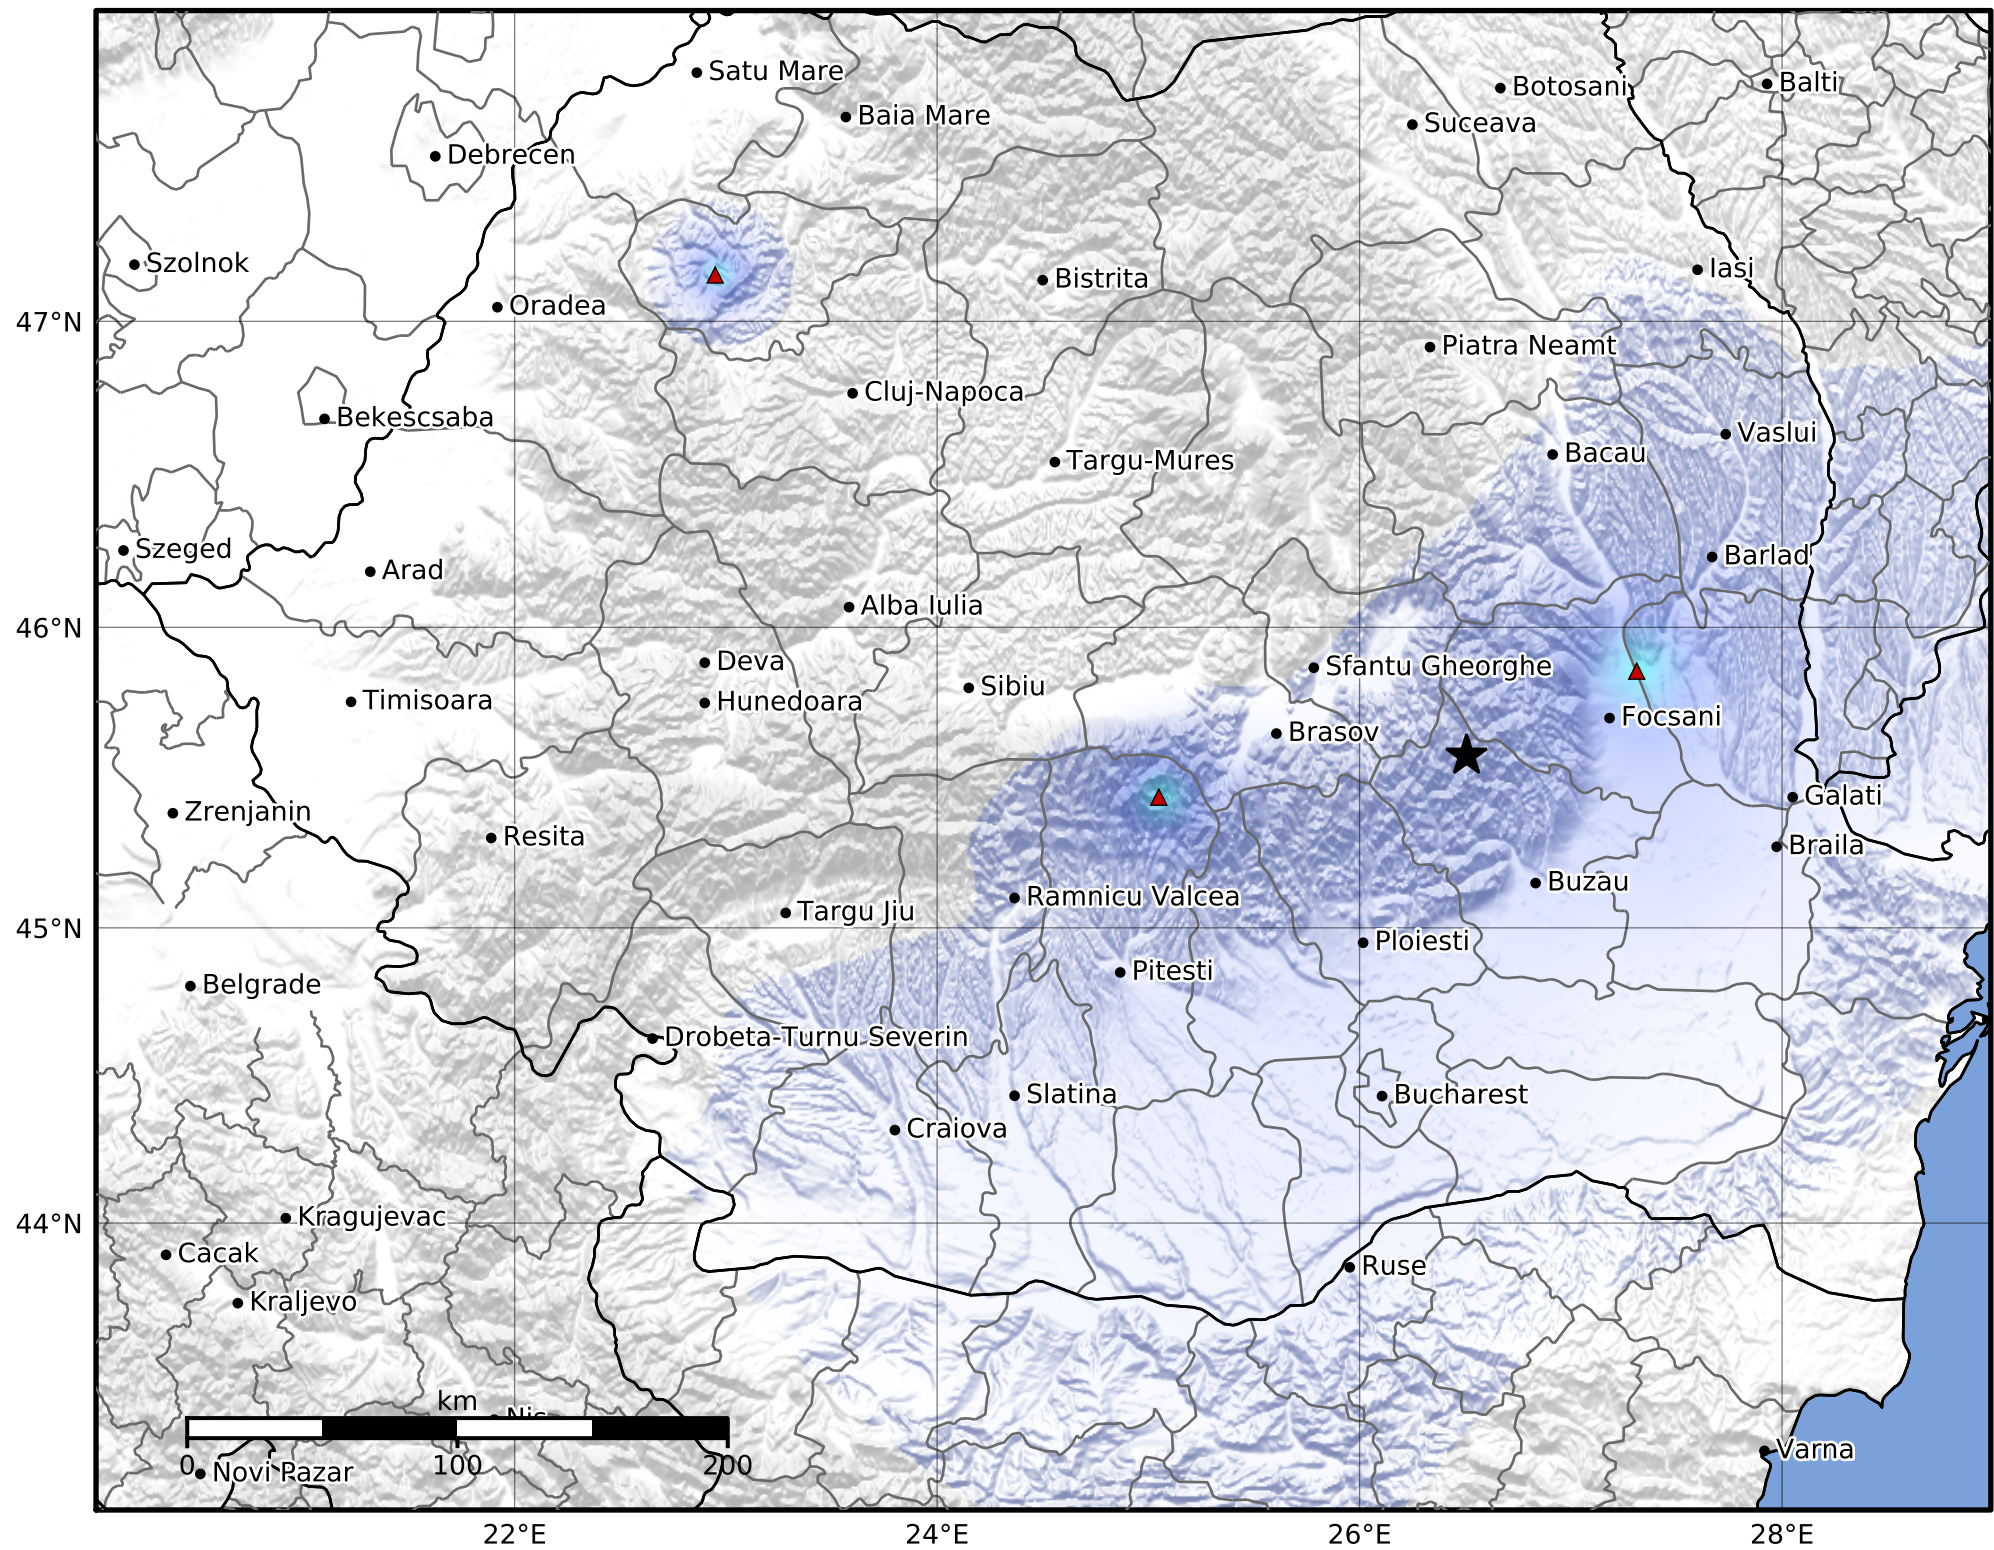 Satu Mare
Botosani
Balti
Baia Mare
Suceava
Debrecen
Szolnok
Iasi
Bistrita
Oradea
47°N
Piatra Neamt
Cluj-Napoca
Bekescsaba
Vaslui
Bacau
Targu-Mures
Szeged
Barlad
Arad
Alba Iulia
46°N
Deva
Sfantu Gheorghe
Sibiu
Timisoara
Hunedoara
Focsani
Brasov
Galati
Zrenjanin
Resita
Braila
Buzau
Ramnicu Valcea
Targu Jiu
45°N
Ploiesti
Pitesti
Belgrade
Drobeta-Turnu Severin
Slatina
Bucharest
Craiova
Kragujevac
44°N
Cacak
Ruse
Kraljevo
km
Nis
Varna
0 100 200
Novi Pazar
22°E 24°E 26°E 28°E